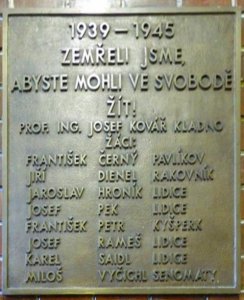 1939 - 1945
ZEMŘELI JSME,
ABYSTE MOHLI VE SVOBODĚ
ŽÍT!
PROF. ING. JOSEF KOVÁŘ KLADNO
ŽÁCI:
FRANTIŠEK ČERNÝ PAVLÍKOV
JIŘÍ DIENEL RAKOVNÍK
JAROSLAV HRONÍK LIDICE
JOSEF PEK LIDICE
FRANTIŠEK PETR KYŠPERK
JOSEF RAMEŠ LIDICE
KAREL SAIDL LIDICE
MILOŠ VYČICHL SENOMATY